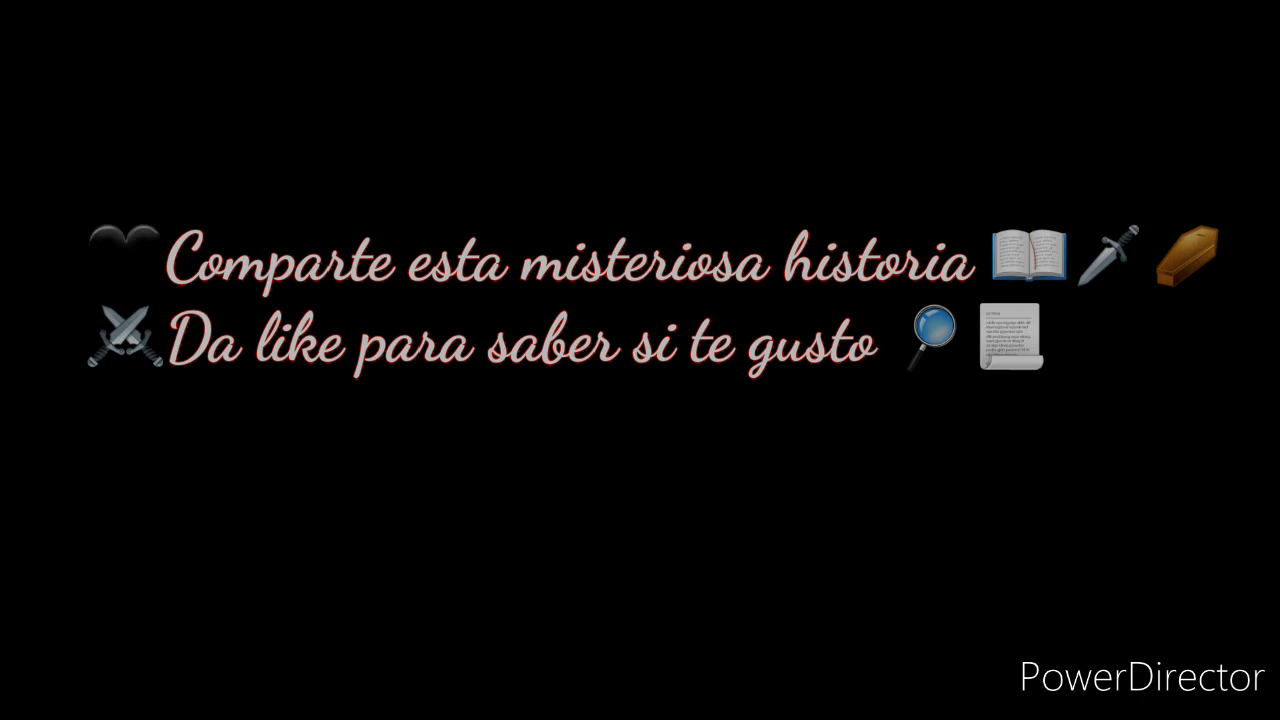 🖤Comparte esta misteriosa historia 📖🗡️⚰️
⚔️Da like para saber si te gusto 🔎📜
PowerDirector